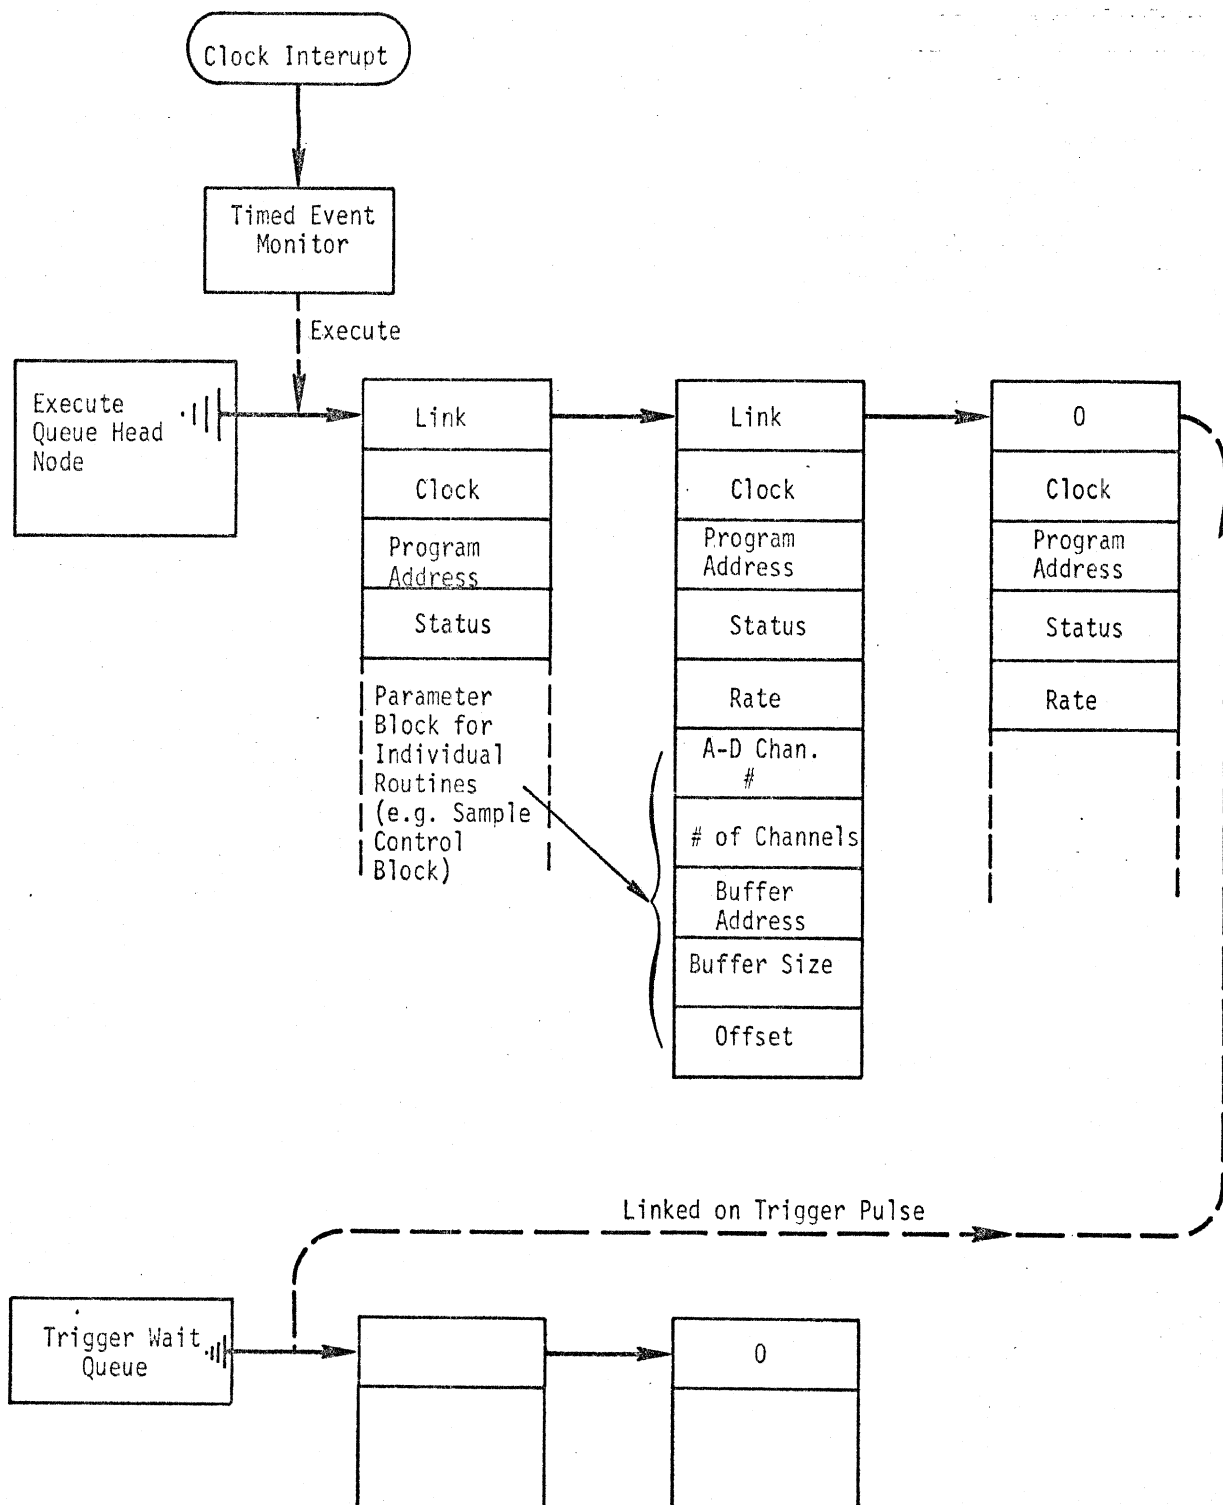 Clock Interupt
Timed Event
Monitor
Execute
Execute
Queue Head
Node
Link
Clock
Program
Address
Status
Parameter
Block for
Individual
Routines
(e.g. Sample
Control
Block)
Link
Clock
Program
Address
Status
Rate
A-D Chan.
#
# of Channels
Buffer
Address
Buffer Size
Offset
0
Clock
Program
Address
Status
Rate
Linked on Trigger Pulse
Trigger Wait
Queue
0